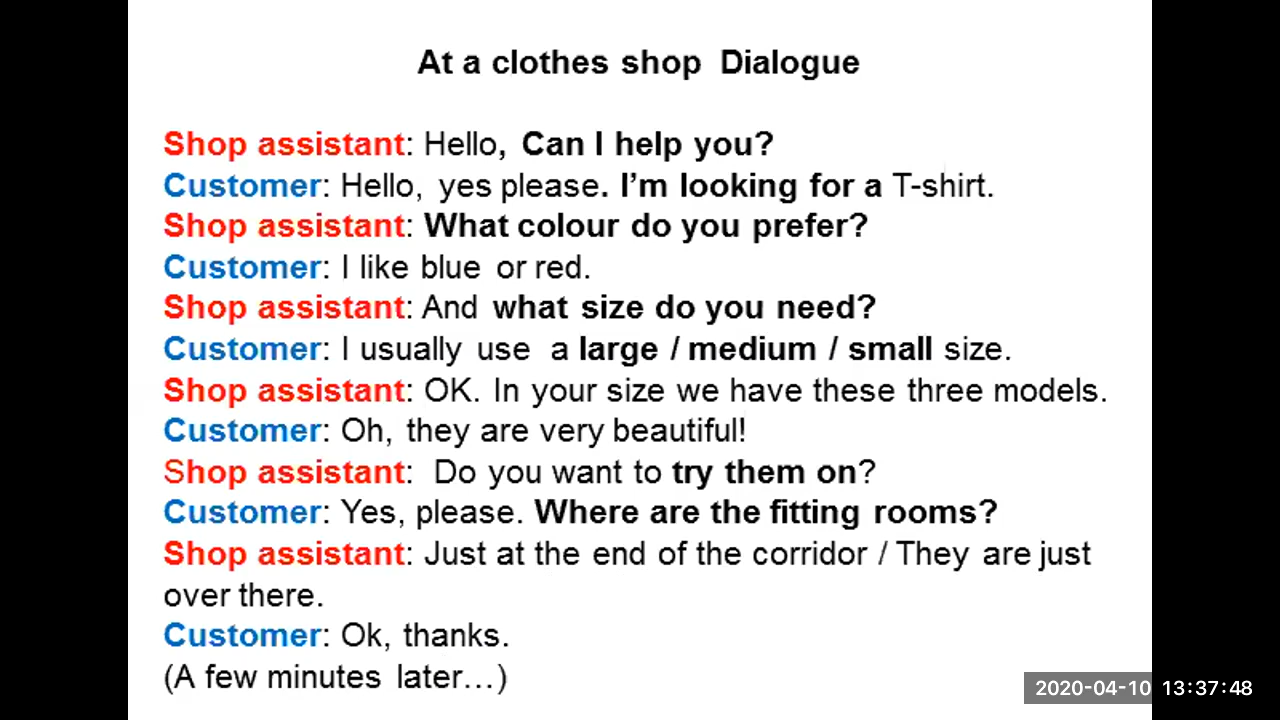 At a clothes shop Dialogue
Shop assistant: Hello, Can I help you?
Customer: Hello, yes please. I’m looking for a T-shirt.
Shop assistant: What colour do you prefer?
Customer: I like blue or red.
Shop assistant: And what size do you need?
Customer: I usually use a large / medium / small size.
Shop assistant: OK. In your size we have these three models.
Customer: Oh, they are very beautiful!
Shop assistant: Do you want to try them on?
Customer: Yes, please. Where are the fitting rooms?
Shop assistant: Just at the end of the corridor / They are just
over there.
Customer: Ok, thanks.
(A few minutes later…)
2020-04-10 13:37:48